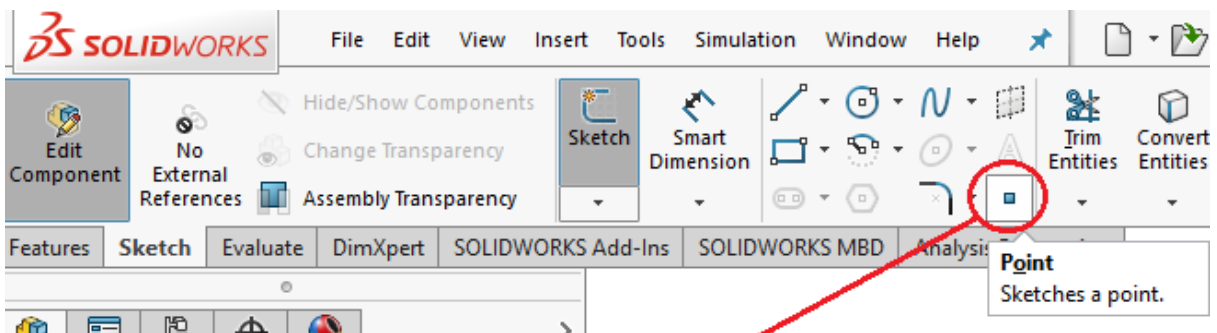 SOLIDWORKS File Edit View Insert Tools Simulation Window Help
Edit Component
No External References
Hide/Show Components
Change Transparency
Assembly Transparency
Sketch
Smart Dimension
Trim Entities
Convert Entities
Features Sketch Evaluate DimXpert SOLIDWORKS Add-Ins SOLIDWORKS MBD Analysis
Point
Sketches a point.